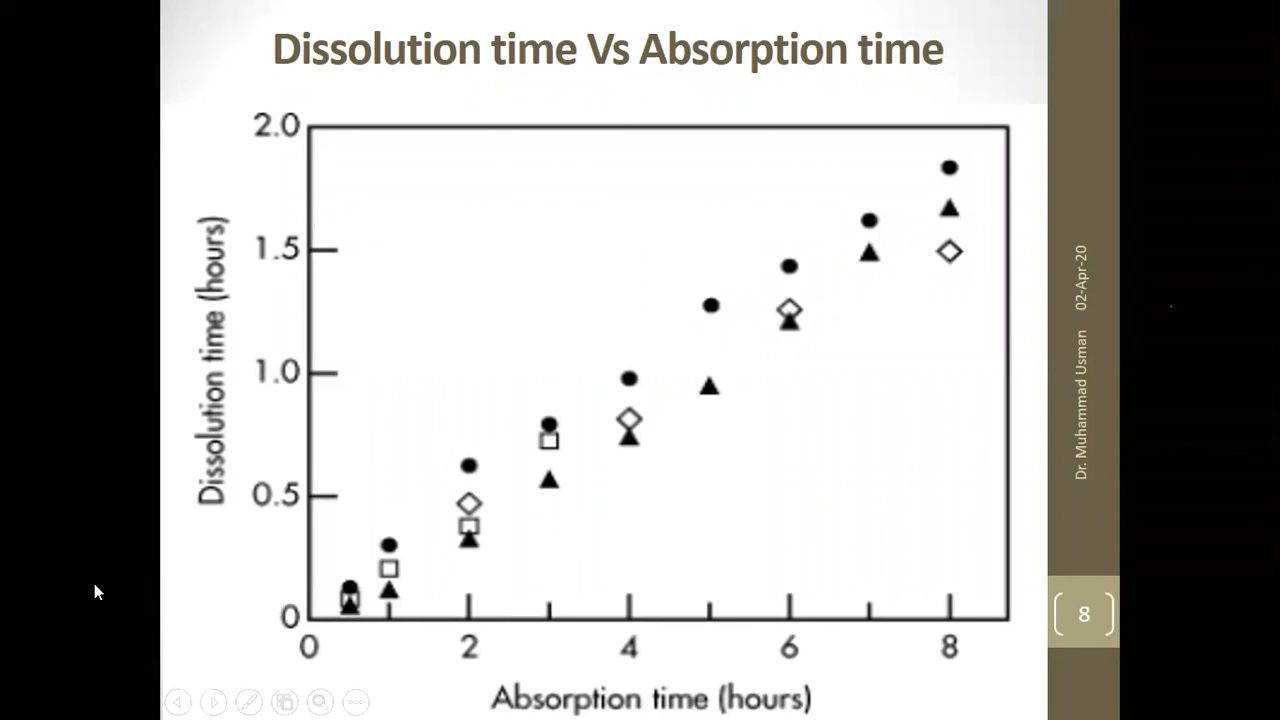 Dissolution time Vs Absorption time
2.0
1.5
1.0
0.5
0
Dissolution time (hours)
0 2 4 6 8
Absorption time (hours)
Dr. Muhammad Usman 02-Apr-20
8